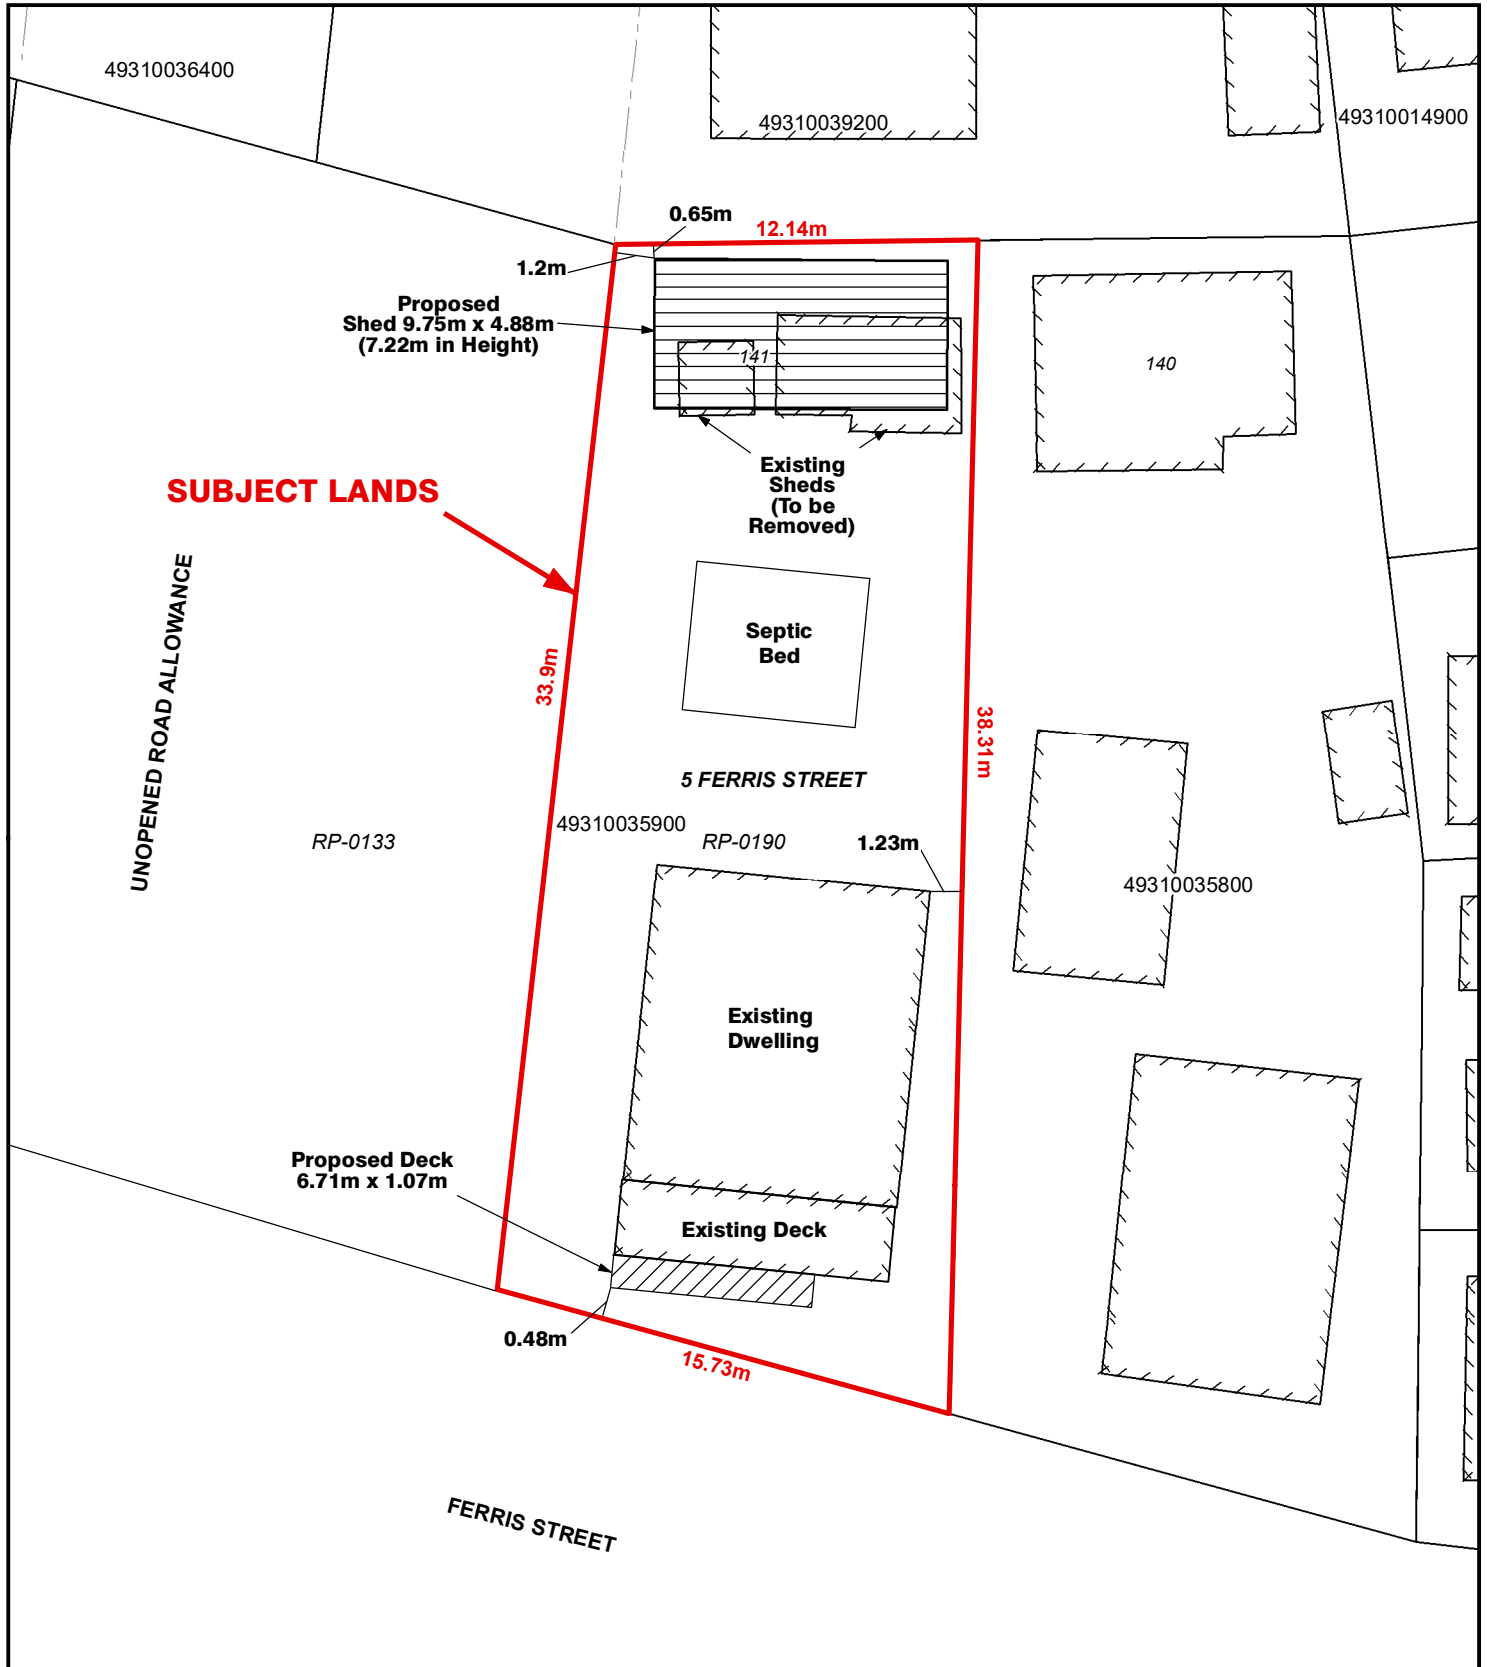 49310036400
49310039200
49310014900
0.65m
12.14m
1.2m
Proposed
Shed 9.75m x 4.88m
(7.22m in Height)
141
140
Existing
Sheds
(To be
Removed)
SUBJECT LANDS
UNOPENED ROAD ALLOWANCE
Septic
Bed
33.9m
38.31m
5 FERRIS STREET
49310035900
RP-0133
RP-0190
1.23m
49310035800
Existing
Dwelling
Proposed Deck
6.71m x 1.07m
Existing Deck
0.48m
15.73m
FERRIS STREET